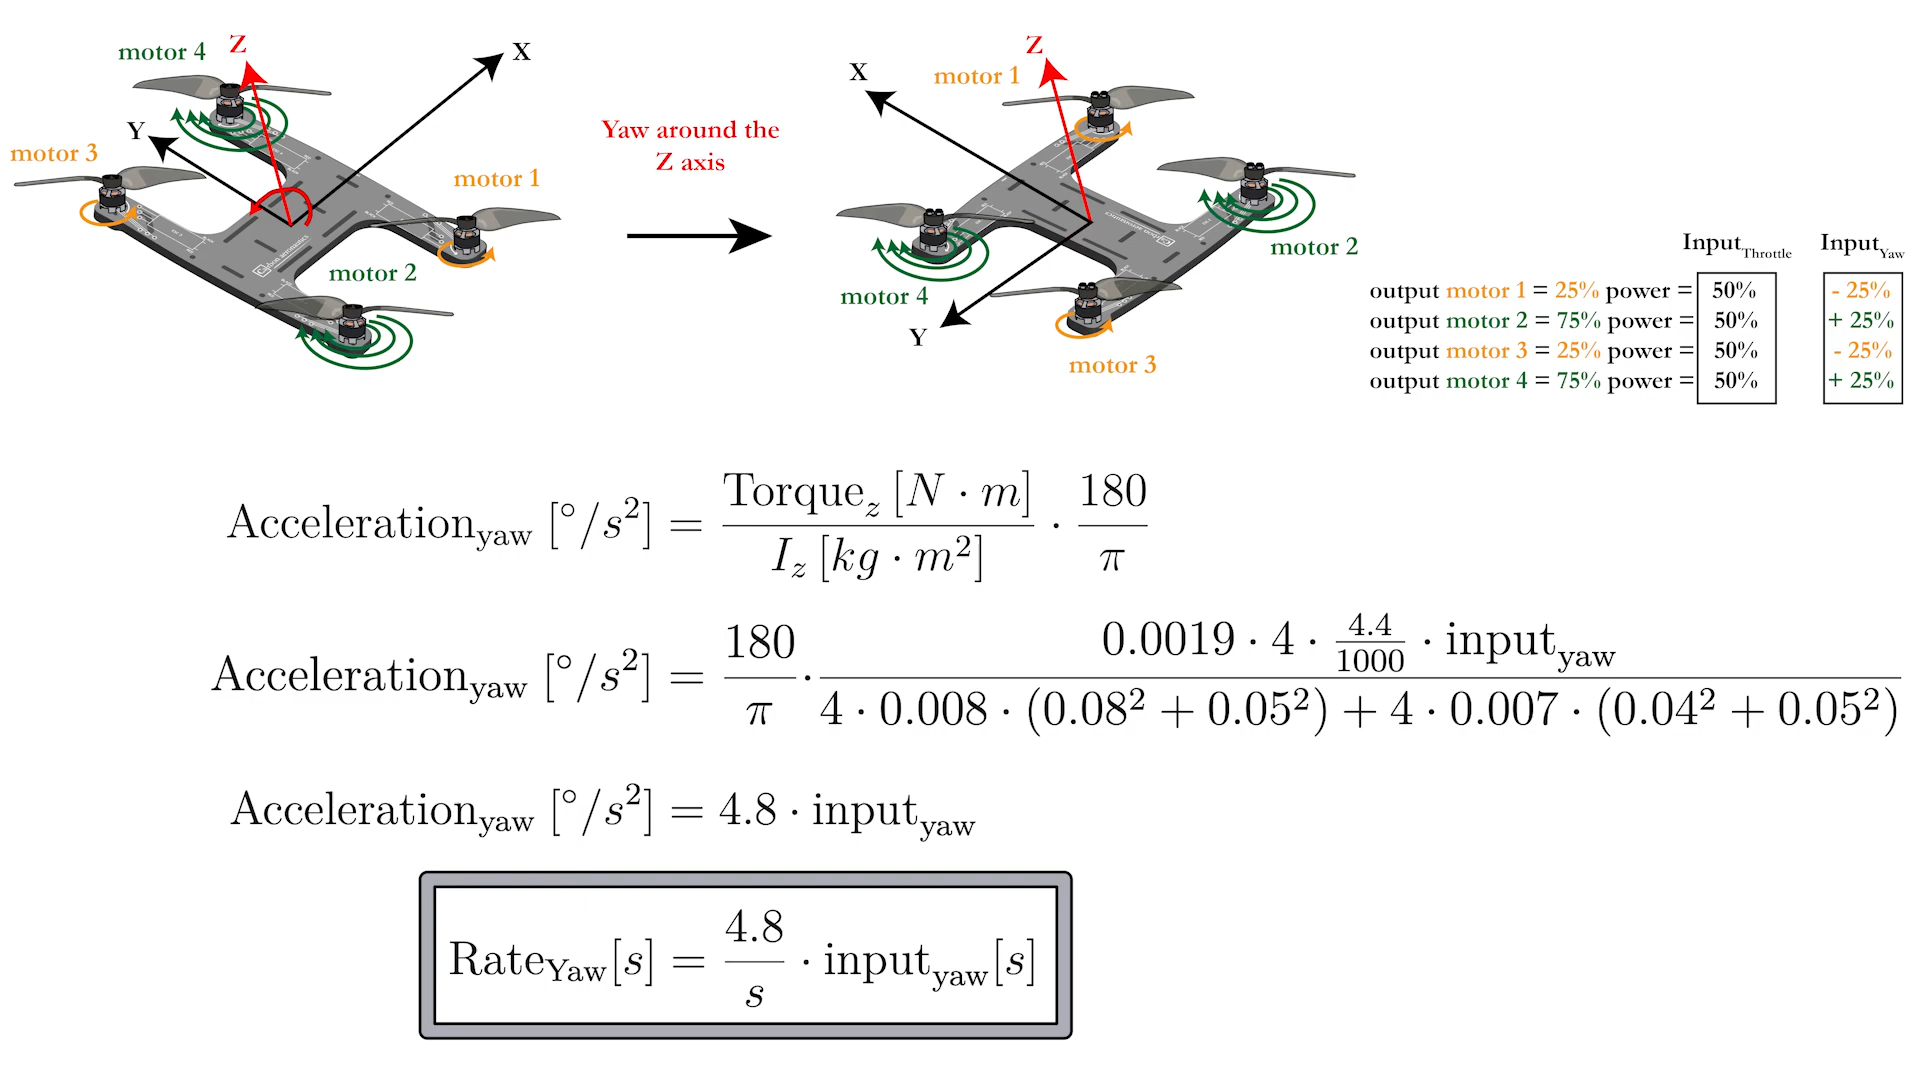 motor 4
Z
X
Y
motor 3
motor 1
motor 2
Yaw around the
Z axis
X
Z
motor 1
motor 2
motor 4
Y
motor 3
Input_Throttle Input_Yaw
output motor 1 = 25% power = 50% - 25%
output motor 2 = 75% power = 50% + 25%
output motor 3 = 25% power = 50% - 25%
output motor 4 = 75% power = 50% + 25%
Acceleration_yaw [°/s²] = Torque_z [N · m] / I_z [kg · m²] · 180/π
Acceleration_yaw [°/s²] = 180/π · 0.0019 · 4 · 4.4/1000 · input_yaw / 4 · 0.008 · (0.08² + 0.05²) + 4 · 0.007 · (0.04² + 0.05²)
Acceleration_yaw [°/s²] = 4.8 · input_yaw
Rate_Yaw[s] = 4.8/s · input_yaw[s]